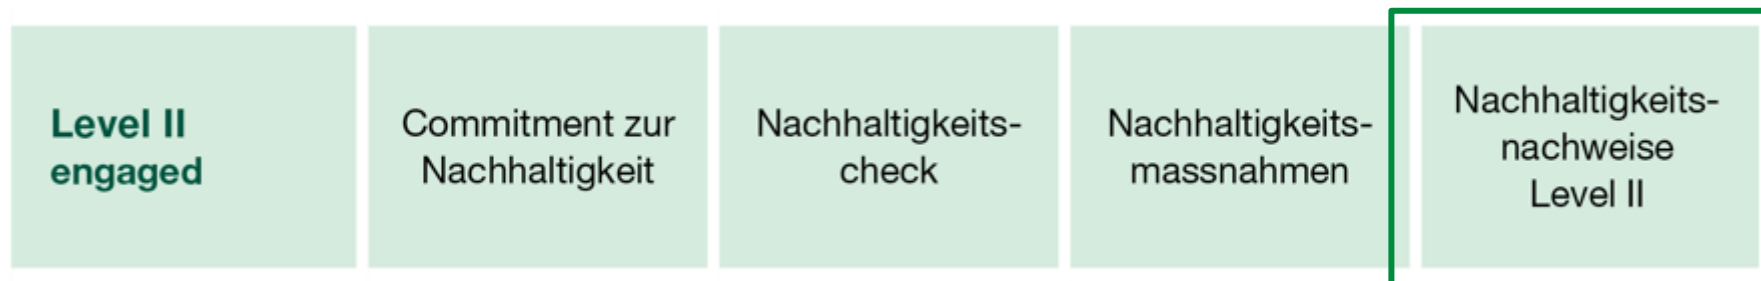 Level II
engaged
Commitment zur
Nachhaltigkeit
Nachhaltigkeits-
check
Nachhaltigkeits-
massnahmen
Nachhaltigkeits-
nachweise
Level II